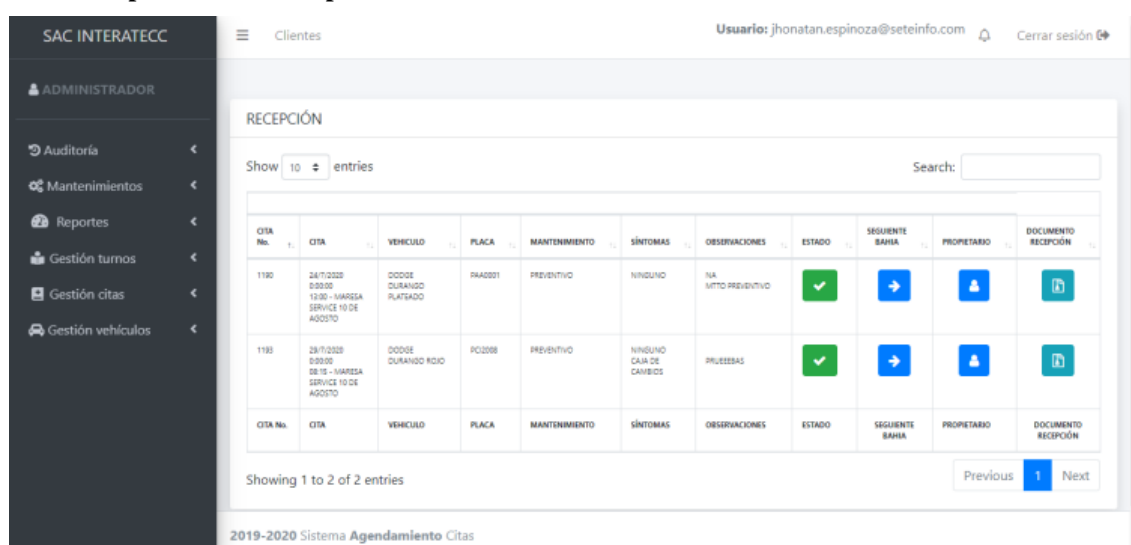 SAC INTERATECC
Clientes
Usuario: jhonatan.espinoza@seteinfo.com
Cerrar sesión
ADMINISTRADOR
Auditoría
Mantenimientos
Reportes
Gestión turnos
Gestión citas
Gestión vehículos
RECEPCIÓN
Show 10 entries
Search:
CITA No. CITA VEHICULO PLACA MANTENIMIENTO SÍNTOMAS OBSERVACIONES ESTADO SEGUIENTE BAHIA PROPIETARIO DOCUMENTO RECEPCIÓN
1190 24/7/2020 DODGE PAA0001 PREVENTIVO NINGUNO NA
0:00:00 DURANGO MTTO PREVENTIVO
13:00 - MARESA PLATEADO
SERVICE 10 DE
AGOSTO
1193 29/7/2020 DODGE PREVENTIVO NINGUNO PRUEEEBAS
0:00:00 DURANGO ROJO CAJA DE
08:15 - MARESA CAMBIOS
SERVICE 10 DE
AGOSTO
CITA No. CITA VEHICULO PLACA MANTENIMIENTO SÍNTOMAS OBSERVACIONES ESTADO SEGUIENTE BAHIA PROPIETARIO DOCUMENTO RECEPCIÓN
Showing 1 to 2 of 2 entries
Previous 1 Next
2019-2020 Sistema Agendamiento Citas